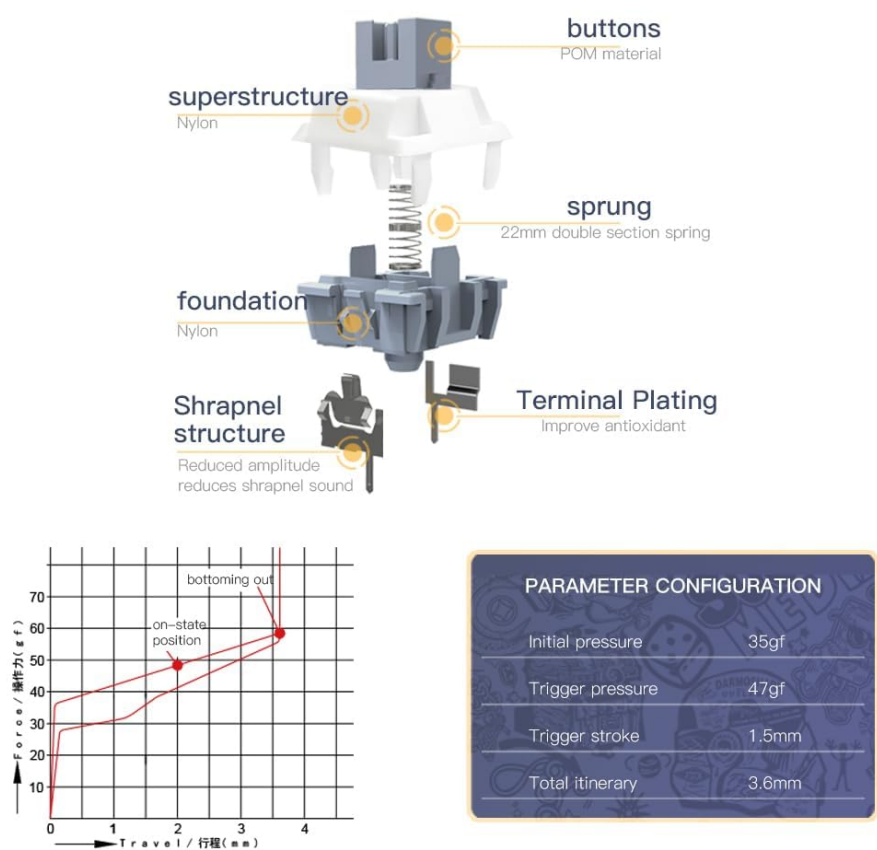 buttons
POM material
superstructure
Nylon
sprung
22mm double section spring
foundation
Nylon
Shrapnel
structure
Reduced amplitude
reduces shrapnel sound
Terminal Plating
Improve antioxidant
bottoming out
on-state
position
70
60
50
40
30
20
10
Force/操作力(gf)
0
1
2
3
4
Travel/行程(mm)
PARAMETER CONFIGURATION
Initial pressure 35gf
Trigger pressure 47gf
Trigger stroke 1.5mm
Total itinerary 3.6mm